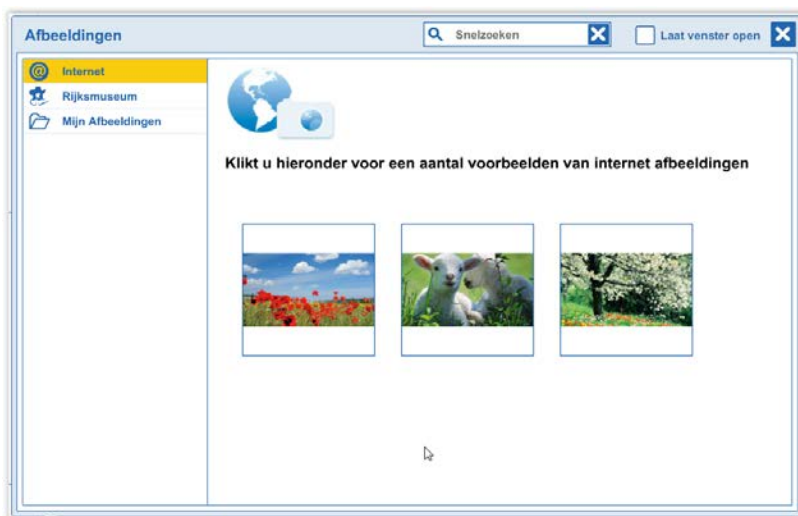 Afbeeldingen
Snelzoeken
Laat venster open
Internet
Rijksmuseum
Mijn Afbeeldingen
Klikt u hieronder voor een aantal voorbeelden van internet afbeeldingen